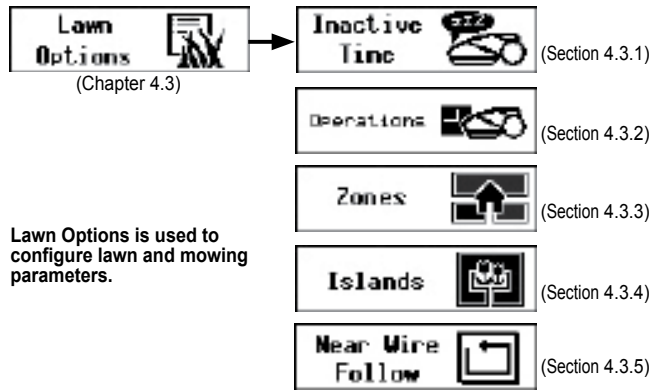 Lawn
Options
(Chapter 4.3)
Inactive
Time
(Section 4.3.1)
Operations
(Section 4.3.2)
Zones
(Section 4.3.3)
Lawn Options is used to
configure lawn and mowing
parameters.
Islands
(Section 4.3.4)
Near Wire
Follow
(Section 4.3.5)